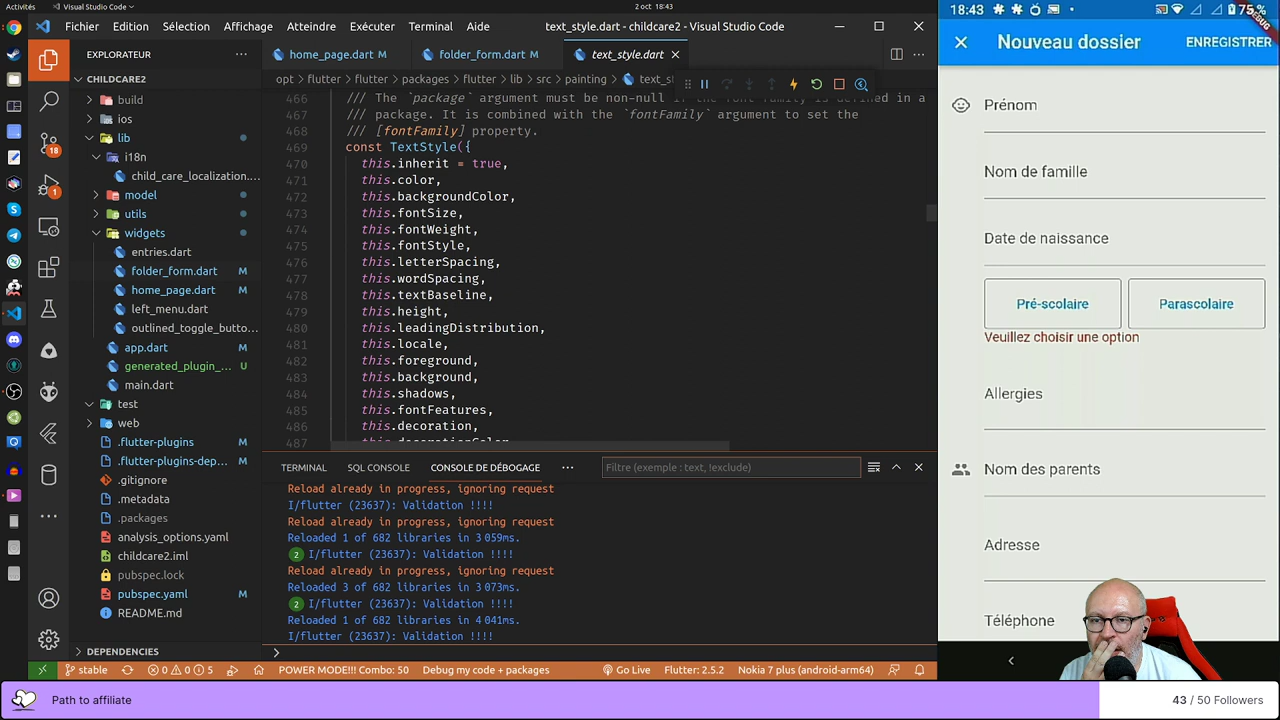 Activités
Visual Studio Code
2 oct 18:43
Fichier Edition Sélection Affichage Atteindre Exécuter Terminal Aide
text_style.dart - childcare2 - Visual Studio Code
EXPLORATEUR
CHILDCARE2
build
ios
lib
i18n
child_care_localization....
model
utils
widgets
entries.dart
folder_form.dart M
home_page.dart M
left_menu.dart
outlined_toggle_butto...
app.dart M
generated_plugin_... U
main.dart
test
web
.flutter-plugins M
.flutter-plugins-dep... M
.gitignore
.metadata
.packages
analysis_options.yaml
childcare2.iml
pubspec.lock
pubspec.yaml M
README.md
DEPENDENCIES
18
1
home_page.dart M
folder_form.dart M
text_style.dart
opt > flutter > flutter > packages > flutter > lib > src > painting > text_s
466 /// The `package` argument must be non-null if the font family is defined in a
467 /// package. It is combined with the `fontFamily` argument to set the
468 /// [fontFamily] property.
469 const TextStyle({
470 this.inherit = true,
471 this.color,
472 this.backgroundColor,
473 this.fontSize,
474 this.fontWeight,
475 this.fontStyle,
476 this.letterSpacing,
477 this.wordSpacing,
478 this.textBaseline,
479 this.height,
480 this.leadingDistribution,
481 this.locale,
482 this.foreground,
483 this.background,
484 this.shadows,
485 this.fontFeatures,
486 this.decoration,
487 this.decorationColor
TERMINAL SQL CONSOLE CONSOLE DE DÉBOGAGE
Filtre (exemple : text, !exclude)
Reload already in progress, ignoring request
I/flutter (23637): Validation !!!!
Reload already in progress, ignoring request
Reloaded 1 of 682 libraries in 3 059ms.
2 I/flutter (23637): Validation !!!!
Reload already in progress, ignoring request
Reloaded 3 of 682 libraries in 3 073ms.
2 I/flutter (23637): Validation !!!!
Reloaded 1 of 682 libraries in 4 041ms.
I/flutter (23637): Validation !!!!
stable 0 0 5 POWER MODE!!! Combo: 50 Debug my code + packages Go Live Flutter: 2.5.2 Nokia 7 plus (android-arm64)
18:43
75 %
DEBUG
Nouveau dossier
ENREGISTRER
Prénom
Nom de famille
Date de naissance
Pré-scolaire
Parascolaire
Veuillez choisir une option
Allergies
Nom des parents
Adresse
Téléphone
Path to affiliate
43 / 50 Followers